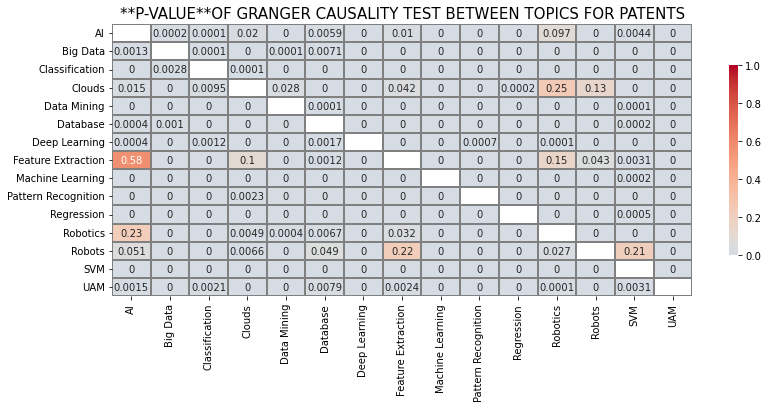 **P-VALUE**OF GRANGER CAUSALITY TEST BETWEEN TOPICS FOR PATENTS
AI 0.0002 0.0001 0.02 0 0.0059 0 0.01 0 0 0 0.097 0 0.0044 0
Big Data 0.0013 0.0001 0 0.0001 0.0071 0 0 0 0 0 0 0 0 0
Classification 0 0.0028 0.0001 0 0 0 0 0 0 0 0 0 0 0
Clouds 0.015 0 0.0095 0.028 0 0 0.042 0 0 0.0002 0.25 0.13 0 0
Data Mining 0 0 0 0 0.0001 0 0 0 0 0 0 0 0.0001 0
Database 0.0004 0.001 0 0 0 0 0 0 0 0 0 0 0.0002 0
Deep Learning 0.0004 0 0.0012 0 0 0.0017 0 0 0.0007 0 0.0001 0 0 0
Feature Extraction 0.58 0 0 0.1 0 0.0012 0 0 0 0 0.15 0.043 0.0031 0
Machine Learning 0 0 0 0 0 0 0 0 0 0 0 0 0.0002 0
Pattern Recognition 0 0 0 0.0023 0 0 0 0 0 0 0 0 0 0
Regression 0 0 0 0 0 0 0 0 0 0 0 0 0.0005 0
Robotics 0.23 0 0 0.0049 0.0004 0.0067 0 0.032 0 0 0 0 0 0
Robots 0.051 0 0 0.0066 0 0.049 0 0.22 0 0 0 0.027 0.21 0
SVM 0 0 0 0 0 0 0 0 0 0 0 0 0 0
UAM 0.0015 0 0.0021 0 0 0.0079 0 0.0024 0 0 0 0.0001 0 0.0031
AI
Big Data
Classification
Clouds
Data Mining
Database
Deep Learning
Feature Extraction
Machine Learning
Pattern Recognition
Regression
Robotics
Robots
SVM
UAM
1.0
0.8
0.6
0.4
0.2
0.0